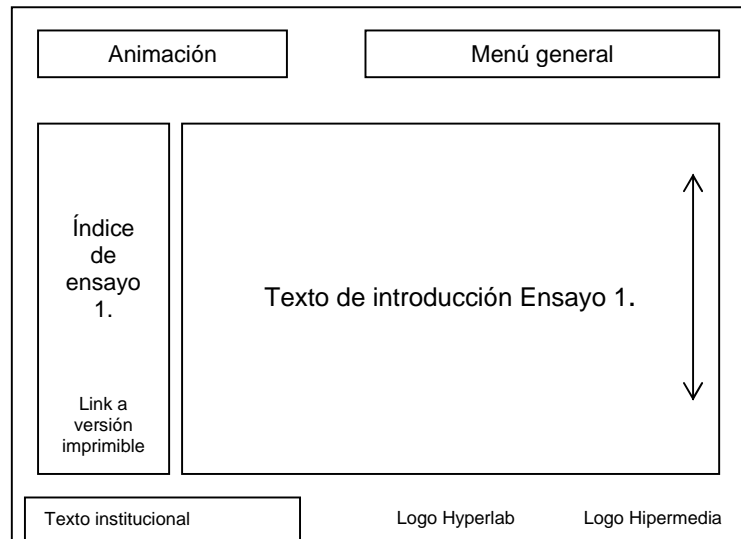 Animación
Menú general
Índice
de
ensayo
1.
Link a
versión
imprimible
Texto de introducción Ensayo 1.
Texto institucional
Logo Hyperlab
Logo Hipermedia